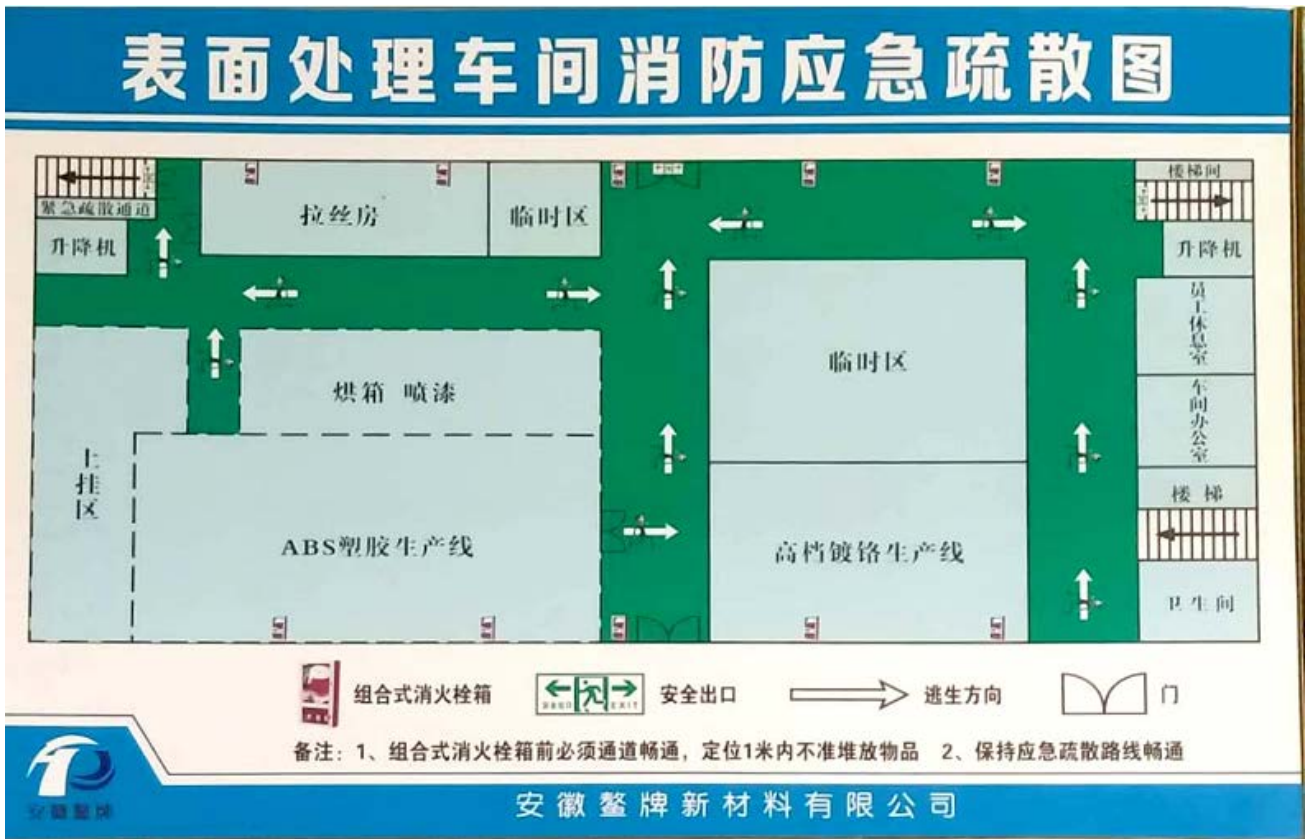 表面处理车间消防应急疏散图
紧急疏散通道
升降机
拉丝房
临时区
楼梯间
升降机
员工休息室
车间办公室
楼梯
卫生间
临时区
烘箱 喷漆
上挂区
ABS塑胶生产线
高档镀铬生产线
组合式消火栓箱
EXIT
安全出口
逃生方向
门
备注：1、组合式消火栓箱前必须通道畅通，定位1米内不准堆放物品 2、保持应急疏散路线畅通
安徽鳌牌
安徽鳌牌新材料有限公司